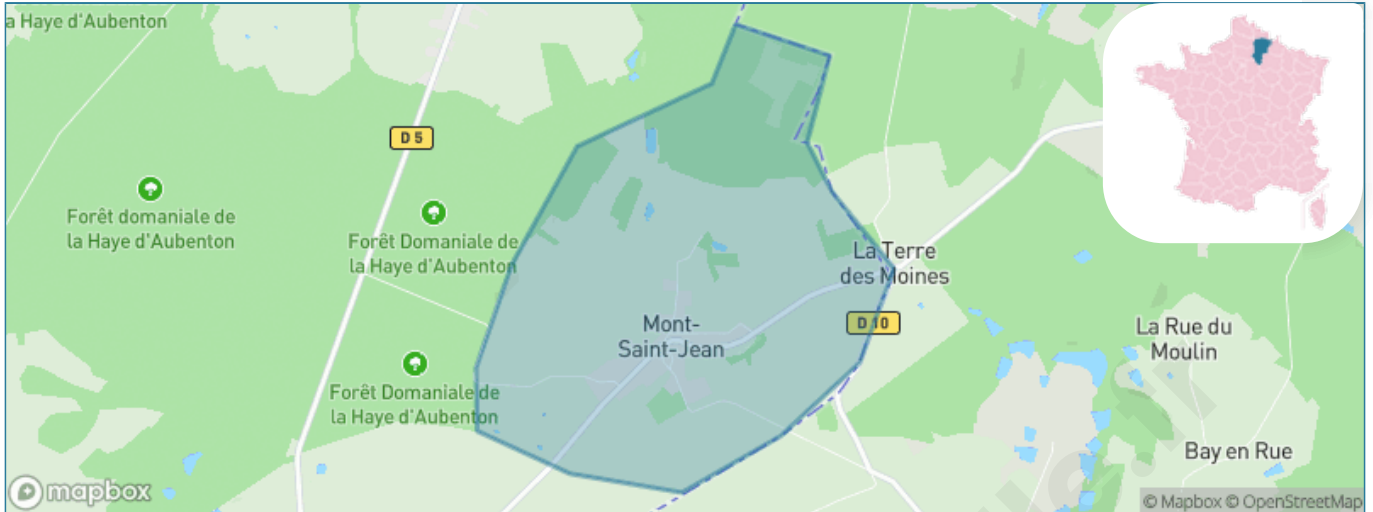 la Haye d'Aubenton
D 5
Forêt domaniale de
la Haye d'Aubenton
Forêt Domaniale de
la Haye d'Aubenton
La Terre
des Moines
D 10
Mont-
Saint-Jean
La Rue du
Moulin
Forêt Domaniale de
la Haye d'Aubenton
Bay en Rue
mapbox
© Mapbox © OpenStreetMap